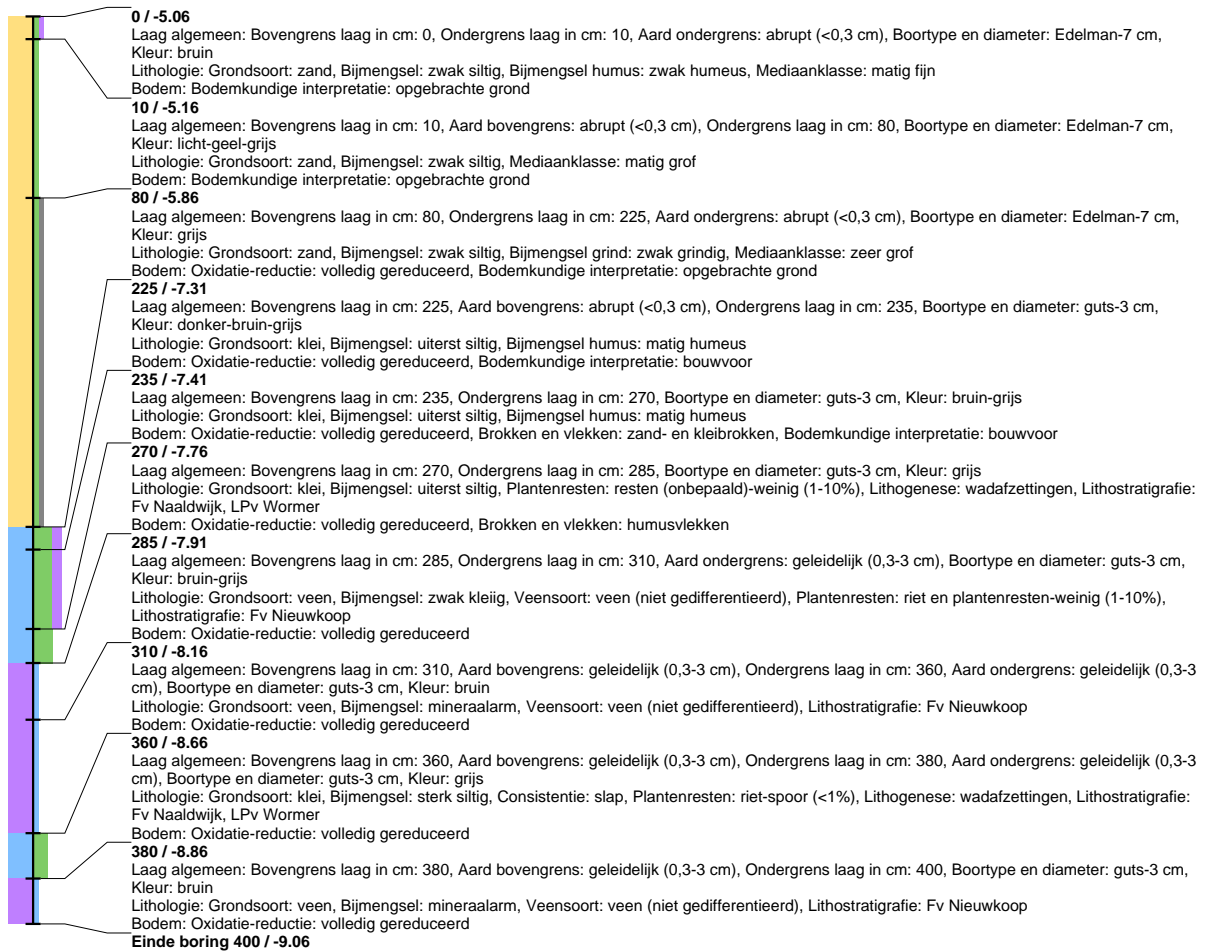 0 / -5.06
Laag algemeen: Bovengrens laag in cm: 0, Ondergrens laag in cm: 10, Aard ondergrens: abrupt (<0,3 cm), Boortype en diameter: Edelman-7 cm,
Kleur: bruin
Lithologie: Grondsoort: zand, Bijmengsel: zwak siltig, Bijmengsel humus: zwak humeus, Mediaanklasse: matig fijn
Bodem: Bodemkundige interpretatie: opgebrachte grond
10 / -5.16
Laag algemeen: Bovengrens laag in cm: 10, Aard bovengrens: abrupt (<0,3 cm), Ondergrens laag in cm: 80, Boortype en diameter: Edelman-7 cm,
Kleur: licht-geel-grijs
Lithologie: Grondsoort: zand, Bijmengsel: zwak siltig, Mediaanklasse: matig grof
Bodem: Bodemkundige interpretatie: opgebrachte grond
80 / -5.86
Laag algemeen: Bovengrens laag in cm: 80, Ondergrens laag in cm: 225, Aard ondergrens: abrupt (<0,3 cm), Boortype en diameter: Edelman-7 cm,
Kleur: grijs
Lithologie: Grondsoort: zand, Bijmengsel: zwak siltig, Bijmengsel grind: zwak grindig, Mediaanklasse: zeer grof
Bodem: Oxidatie-reductie: volledig gereduceerd, Bodemkundige interpretatie: opgebrachte grond
225 / -7.31
Laag algemeen: Bovengrens laag in cm: 225, Aard bovengrens: abrupt (<0,3 cm), Ondergrens laag in cm: 235, Boortype en diameter: guts-3 cm,
Kleur: donker-bruin-grijs
Lithologie: Grondsoort: klei, Bijmengsel: uiterst siltig, Bijmengsel humus: matig humeus
Bodem: Oxidatie-reductie: volledig gereduceerd, Bodemkundige interpretatie: bouwvoor
235 / -7.41
Laag algemeen: Bovengrens laag in cm: 235, Ondergrens laag in cm: 270, Boortype en diameter: guts-3 cm, Kleur: bruin-grijs
Lithologie: Grondsoort: klei, Bijmengsel: uiterst siltig, Bijmengsel humus: matig humeus
Bodem: Oxidatie-reductie: volledig gereduceerd, Brokken en vlekken: zand- en kleibrokken, Bodemkundige interpretatie: bouwvoor
270 / -7.76
Laag algemeen: Bovengrens laag in cm: 270, Ondergrens laag in cm: 285, Boortype en diameter: guts-3 cm, Kleur: grijs
Lithologie: Grondsoort: klei, Bijmengsel: uiterst siltig, Plantenresten: resten (onbepaald)-weinig (1-10%), Lithogenese: wadafzettingen, Lithostratigrafie:
Fv Naaldwijk, LPv Wormer
Bodem: Oxidatie-reductie: volledig gereduceerd, Brokken en vlekken: humusvlekken
285 / -7.91
Laag algemeen: Bovengrens laag in cm: 285, Ondergrens laag in cm: 310, Aard ondergrens: geleidelijk (0,3-3 cm), Boortype en diameter: guts-3 cm,
Kleur: bruin-grijs
Lithologie: Grondsoort: veen, Bijmengsel: zwak kleiig, Veensoort: veen (niet gedifferentieerd), Plantenresten: riet en plantenresten-weinig (1-10%),
Lithostratigrafie: Fv Nieuwkoop
Bodem: Oxidatie-reductie: volledig gereduceerd
310 / -8.16
Laag algemeen: Bovengrens laag in cm: 310, Aard bovengrens: geleidelijk (0,3-3 cm), Ondergrens laag in cm: 360, Aard ondergrens: geleidelijk (0,3-3
cm), Boortype en diameter: guts-3 cm, Kleur: bruin
Lithologie: Grondsoort: veen, Bijmengsel: mineraalarm, Veensoort: veen (niet gedifferentieerd), Lithostratigrafie: Fv Nieuwkoop
Bodem: Oxidatie-reductie: volledig gereduceerd
360 / -8.66
Laag algemeen: Bovengrens laag in cm: 360, Aard bovengrens: geleidelijk (0,3-3 cm), Ondergrens laag in cm: 380, Aard ondergrens: geleidelijk (0,3-3
cm), Boortype en diameter: guts-3 cm, Kleur: grijs
Lithologie: Grondsoort: klei, Bijmengsel: sterk siltig, Consistentie: slap, Plantenresten: riet-spoor (<1%), Lithogenese: wadafzettingen, Lithostratigrafie:
Fv Naaldwijk, LPv Wormer
Bodem: Oxidatie-reductie: volledig gereduceerd
380 / -8.86
Laag algemeen: Bovengrens laag in cm: 380, Aard bovengrens: geleidelijk (0,3-3 cm), Ondergrens laag in cm: 400, Boortype en diameter: guts-3 cm,
Kleur: bruin
Lithologie: Grondsoort: veen, Bijmengsel: mineraalarm, Veensoort: veen (niet gedifferentieerd), Lithostratigrafie: Fv Nieuwkoop
Bodem: Oxidatie-reductie: volledig gereduceerd
Einde boring 400 / -9.06